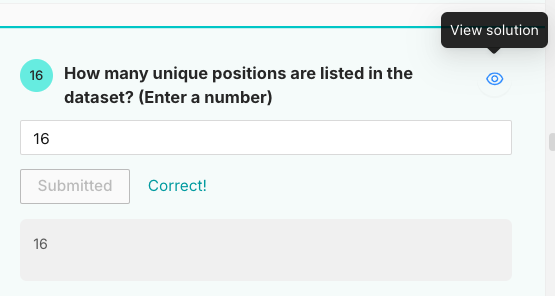 View solution
16 How many unique positions are listed in the
dataset? (Enter a number)
16
Submitted Correct!
16